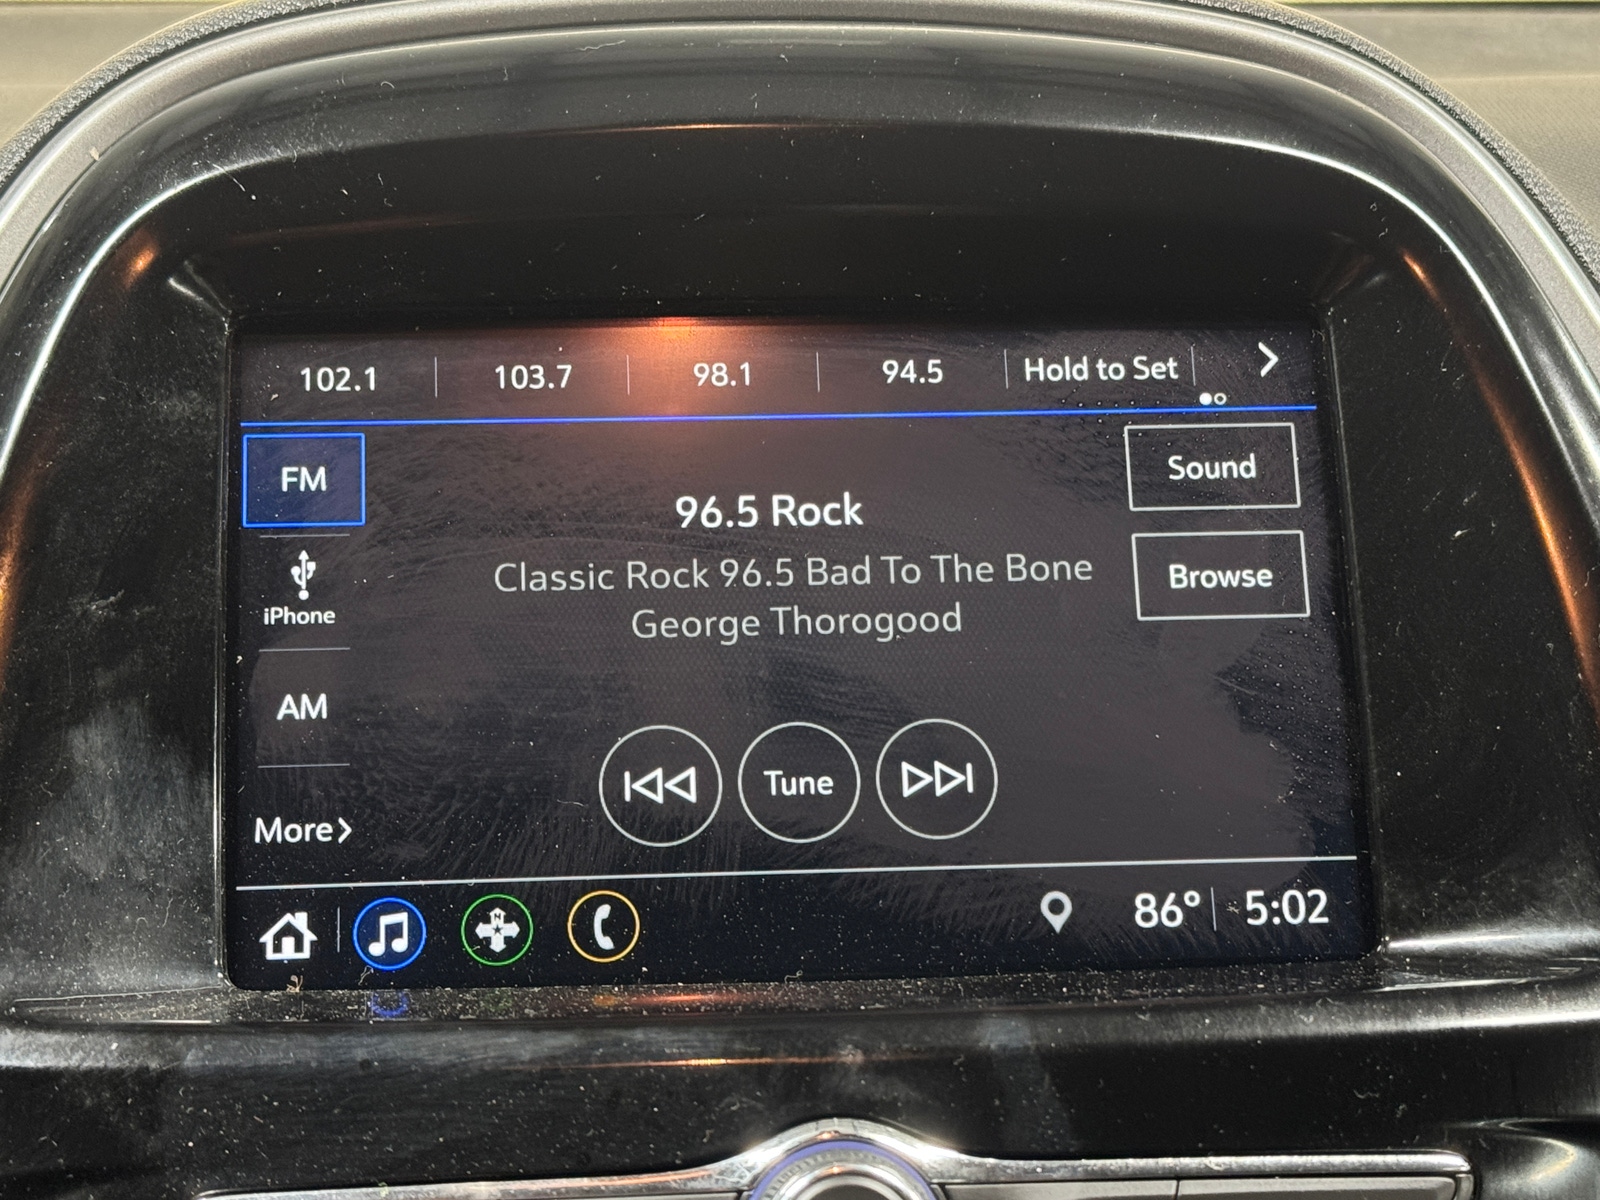 102.1 103.7 98.1 94.5 Hold to Set
FM
Sound
96.5 Rock
Classic Rock 96.5 Bad To The Bone
George Thorogood
Browse
iPhone
AM
Tune
More
N
86° 5:02